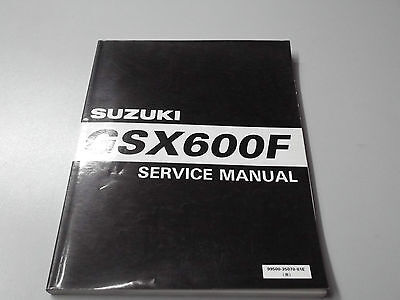 SUZUKI
GSX600F
SERVICE MANUAL
99500-35070-01E